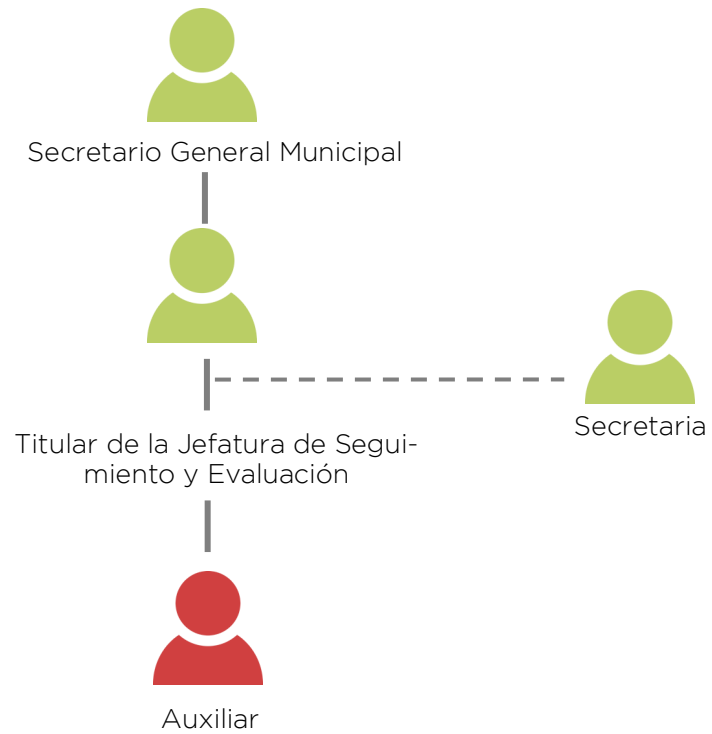 Secretario General Municipal
Secretaria
Titular de la Jefatura de Segui-
miento y Evaluación
Auxiliar